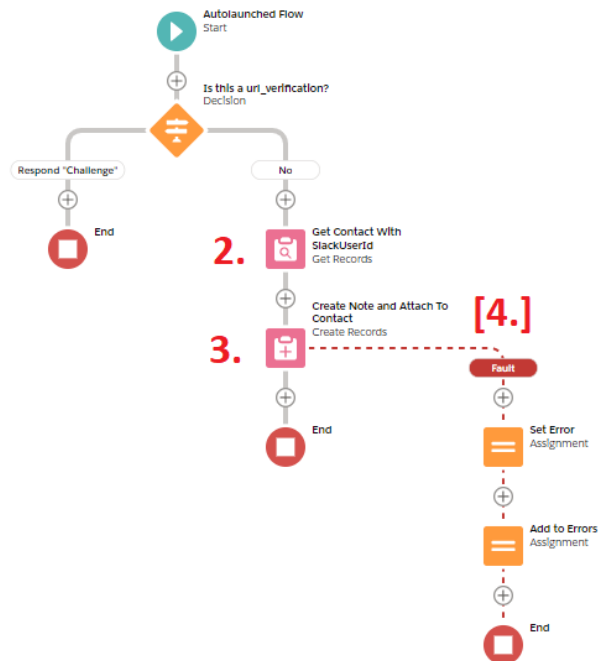 Autolaunched Flow
Start
Is this a url_verification?
Decision
Respond "Challenge"
No
End
2.
Get Contact With
SlackUserId
Get Records
3.
Create Note and Attach To
Contact
Create Records
[4.]
Fault
End
Set Error
Assignment
Add to Errors
Assignment
End